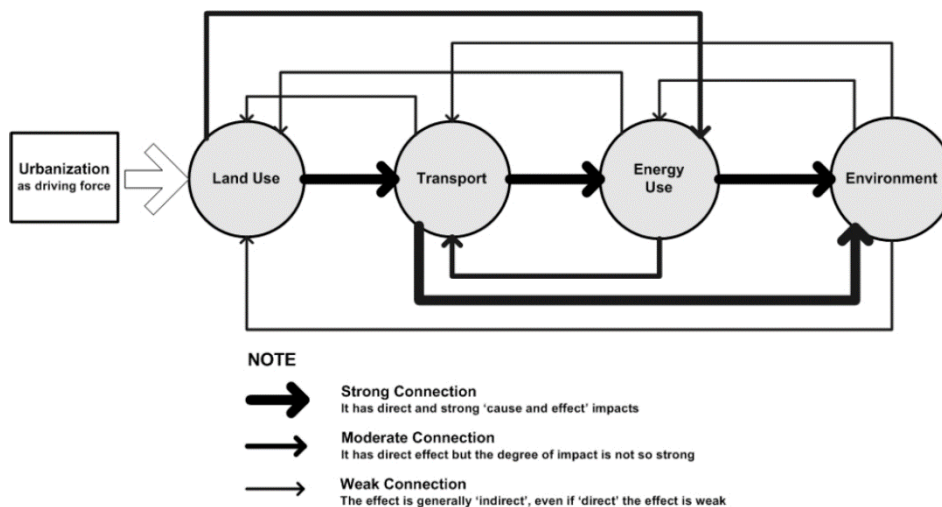 Urbanization
as driving force
Land Use
Transport
Energy
Use
Environment
NOTE
Strong Connection
It has direct and strong ‘cause and effect’ impacts
Moderate Connection
It has direct effect but the degree of impact is not so strong
Weak Connection
The effect is generally ‘indirect’, even if ‘direct’ the effect is weak